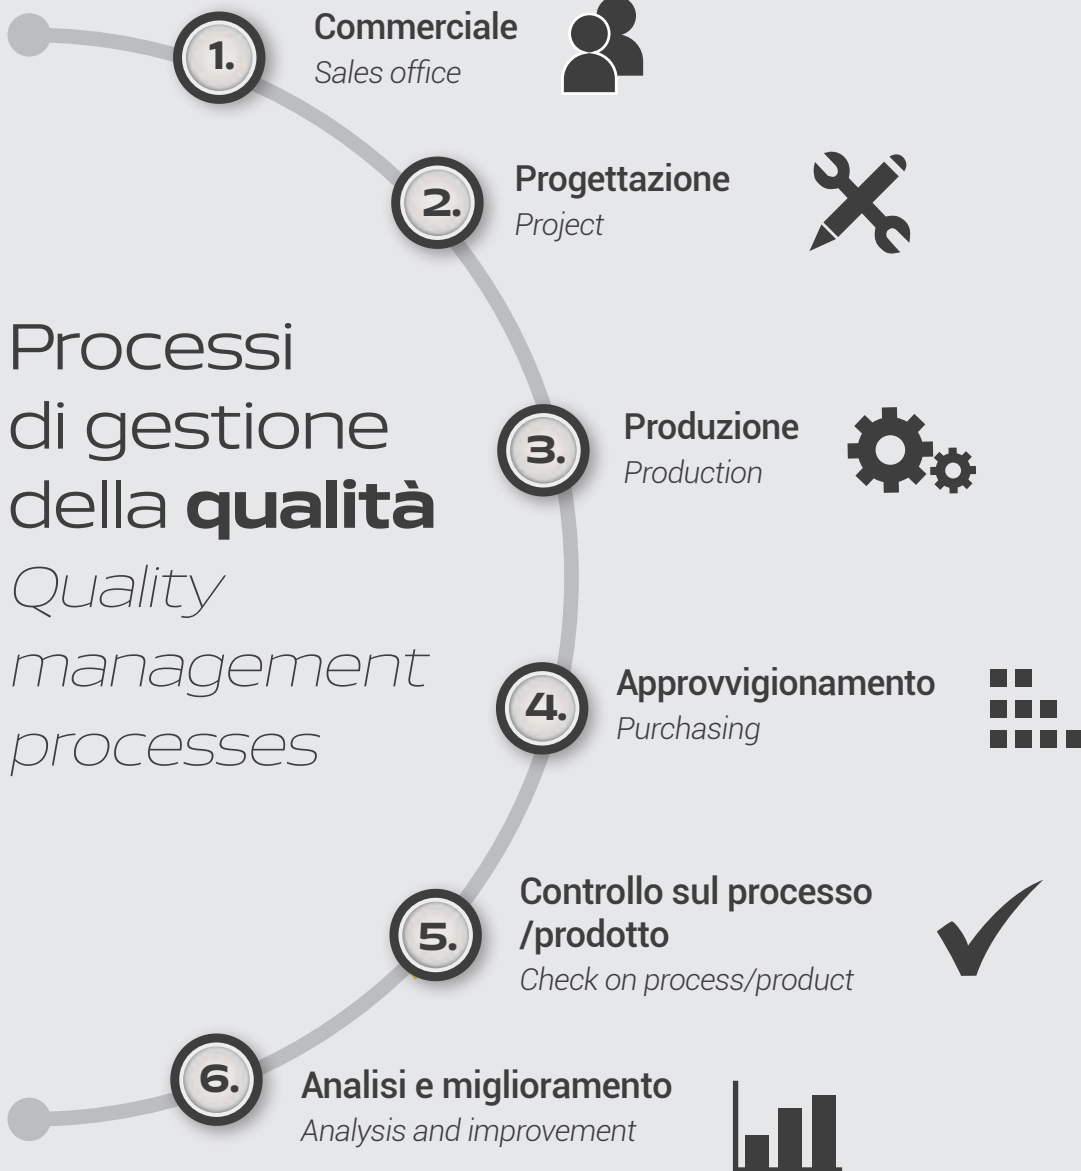 1.
Commerciale
Sales office
2.
Progettazione
Project
Processi
di gestione
della qualità
Quality
management
processes
3.
Produzione
Production
4.
Approvvigionamento
Purchasing
5.
Controllo sul processo
/prodotto
Check on process/product
6.
Analisi e miglioramento
Analysis and improvement